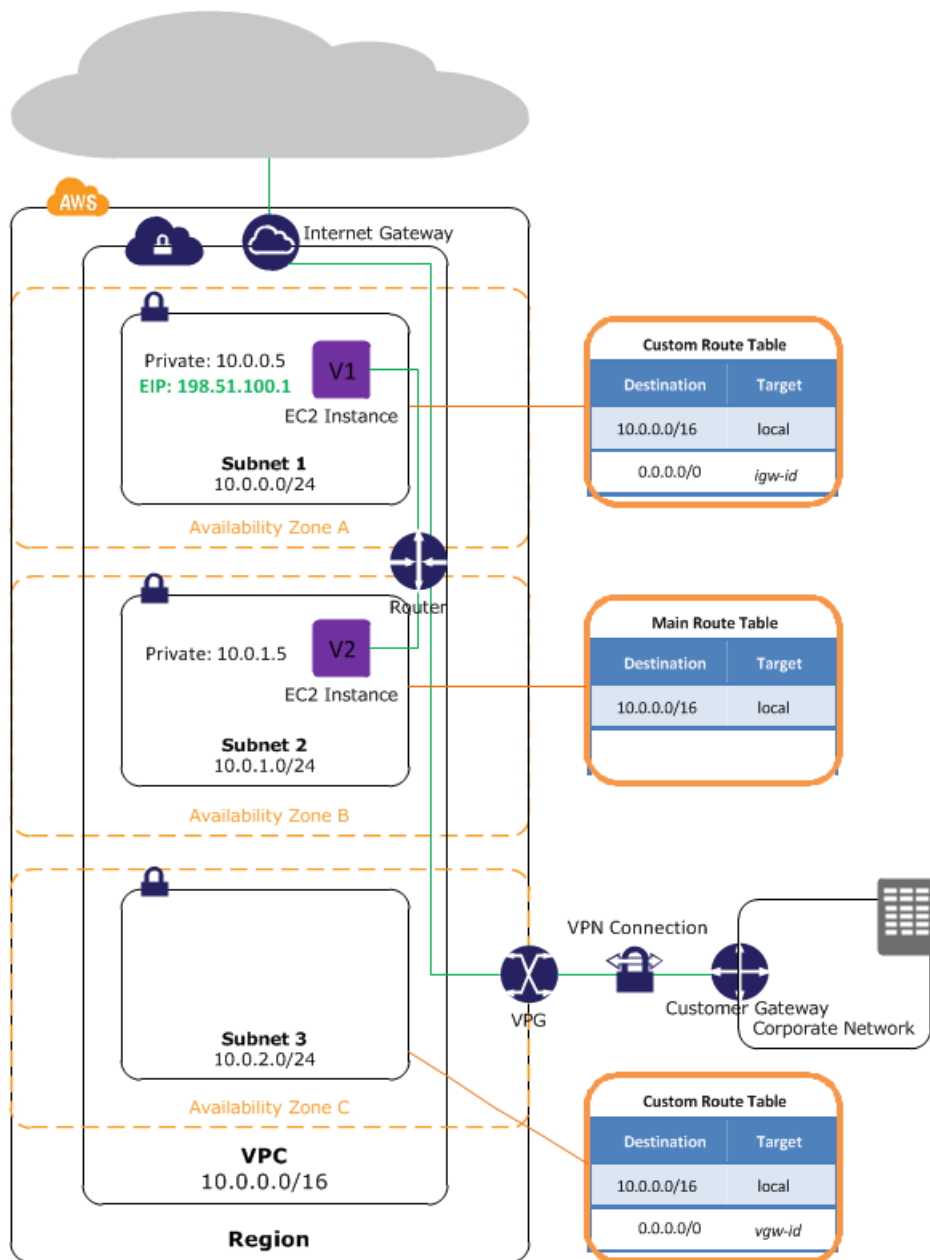 AWS
Internet Gateway
Private: 10.0.0.5
EIP: 198.51.100.1
V1
EC2 Instance
Subnet 1
10.0.0.0/24
Availability Zone A
Custom Route Table
Destination Target
10.0.0.0/16 local
0.0.0.0/0 igw-id
Router
Private: 10.0.1.5
V2
EC2 Instance
Subnet 2
10.0.1.0/24
Availability Zone B
Main Route Table
Destination Target
10.0.0.0/16 local
VPN Connection
VPG
Customer Gateway
Corporate Network
Subnet 3
10.0.2.0/24
Availability Zone C
Custom Route Table
Destination Target
10.0.0.0/16 local
0.0.0.0/0 vgw-id
VPC
10.0.0.0/16
Region